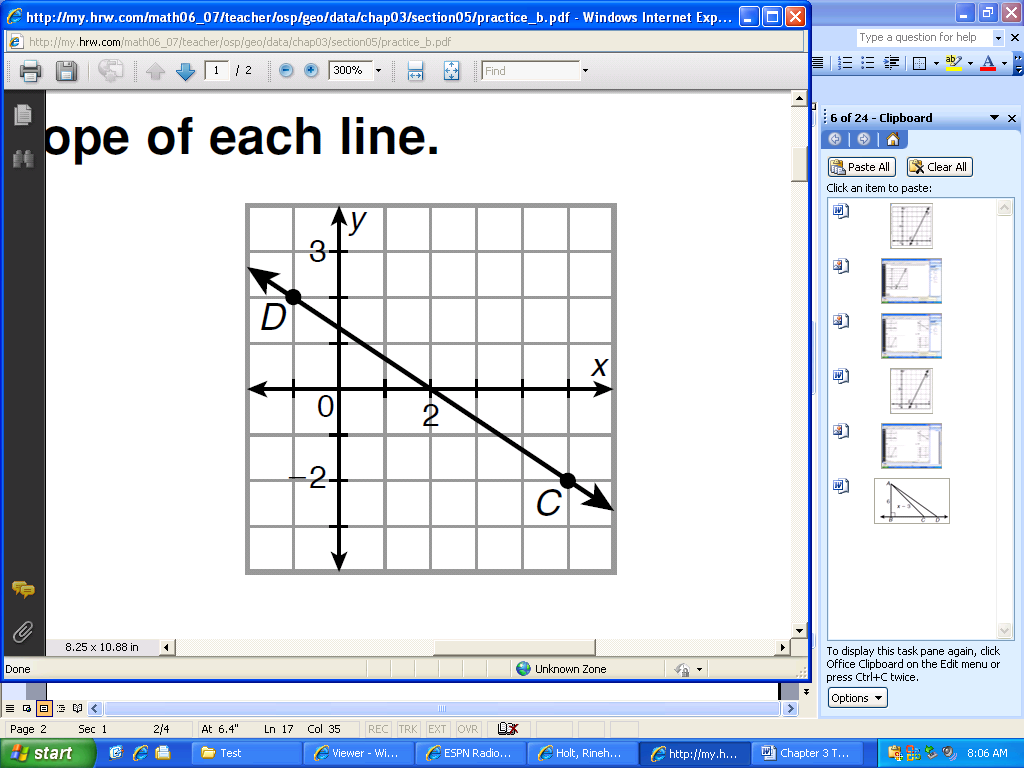 http://my.hrw.com/math06_07/teacher/osp/geo/data/chap03/section05/practice_b.pdf - Windows Internet Exp...
http://my.hrw.com/math06_07/teacher/osp/geo/data/chap03/section05/practice_b.pdf
1 / 2
300%
Find
Type a question for help
ope of each line.
y
3
D
x
0
2
−2
C
6 of 24 - Clipboard
Paste All
Clear All
Click an item to paste:
A
6
x - 5
B
C
D
To display this task pane again, click
Office Clipboard on the Edit menu or
press Ctrl+C twice.
Options
8.25 x 10.88 in
Done
Unknown Zone
Page 2 Sec 1 2/4 At 6.4" Ln 17 Col 35 REC TRK EXT OVR
start
Test
Viewer - Wi...
ESPN Radio...
Holt, Rineh...
http://my.h...
Chapter 3 T...
8:06 AM